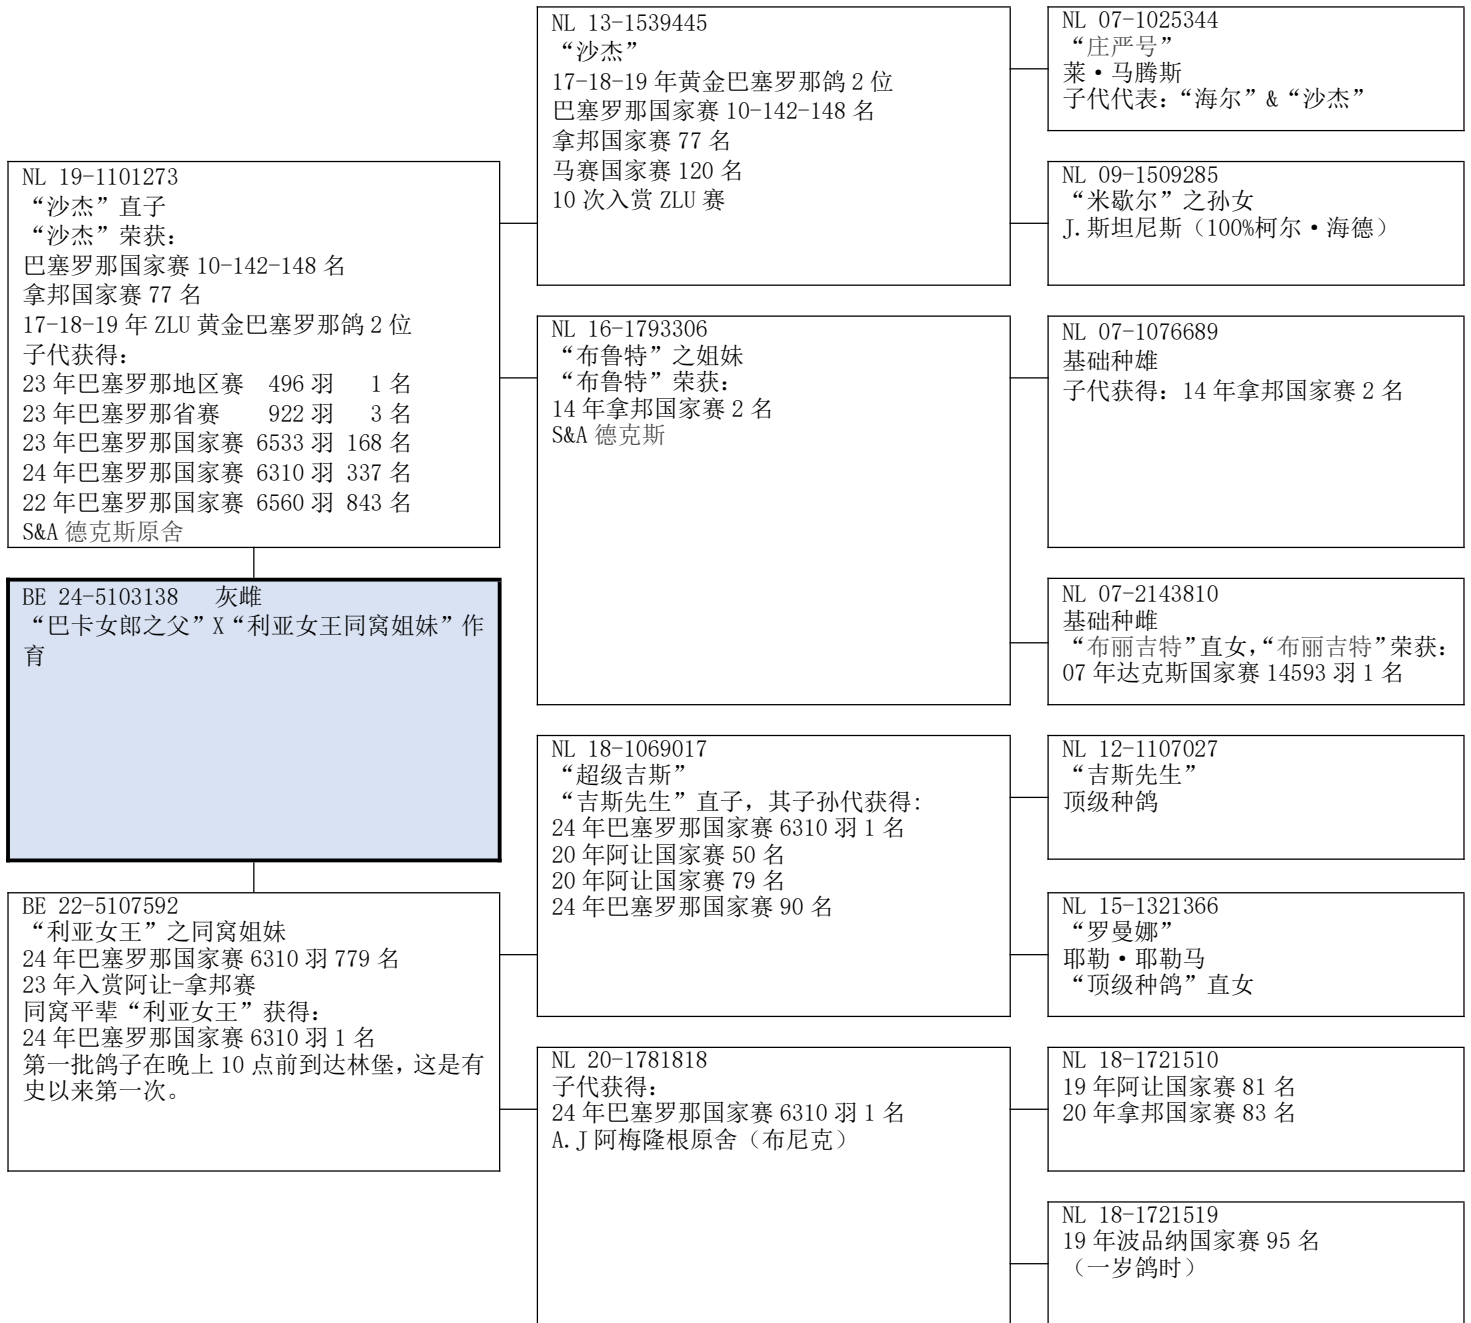 NL 19-1101273
“沙杰”直子
“沙杰”荣获：
巴塞罗那国家赛 10-142-148 名
拿邦国家赛 77 名
17-18-19 年 ZLU 黄金巴塞罗那鸽 2 位
子代获得：
23 年巴塞罗那地区赛 496 羽 1 名
23 年巴塞罗那省赛 922 羽 3 名
23 年巴塞罗那国家赛 6533 羽 168 名
24 年巴塞罗那国家赛 6310 羽 337 名
22 年巴塞罗那国家赛 6560 羽 843 名
S&A 德克斯原舍
BE 24-5103138 灰雌
“巴卡女郎之父”X“利亚女王同窝姐妹”作
育
BE 22-5107592
“利亚女王”之同窝姐妹
24 年巴塞罗那国家赛 6310 羽 779 名
23 年入赏阿让-拿邦赛
同窝平辈“利亚女王”获得：
24 年巴塞罗那国家赛 6310 羽 1 名
第一批鸽子在晚上 10 点前到达林堡，这是有
史以来第一次。
NL 13-1539445
“沙杰”
17-18-19 年黄金巴塞罗那鸽 2 位
巴塞罗那国家赛 10-142-148 名
拿邦国家赛 77 名
马赛国家赛 120 名
10 次入赏 ZLU 赛
NL 16-1793306
“布鲁特”之姐妹
“布鲁特”荣获：
14 年拿邦国家赛 2 名
S&A 德克斯
NL 18-1069017
“超级吉斯”
“吉斯先生”直子，其子孙代获得：
24 年巴塞罗那国家赛 6310 羽 1 名
20 年阿让国家赛 50 名
20 年阿让国家赛 79 名
24 年巴塞罗那国家赛 90 名
NL 20-1781818
子代获得：
24 年巴塞罗那国家赛 6310 羽 1 名
A.J 阿梅隆根原舍（布尼克）
NL 07-1025344
“庄严号”
莱•马腾斯
子代代表：“海尔”&“沙杰”
NL 09-1509285
“米歇尔”之孙女
J.斯坦尼斯（100%柯尔•海德）
NL 07-1076689
基础种雄
子代获得：14 年拿邦国家赛 2 名
NL 07-2143810
基础种雌
“布丽吉特”直女，“布丽吉特”荣获：
07 年达克斯国家赛 14593 羽 1 名
NL 12-1107027
“吉斯先生”
顶级种鸽
NL 15-1321366
“罗曼娜”
耶勒•耶勒马
“顶级种鸽”直女
NL 18-1721510
19 年阿让国家赛 81 名
20 年拿邦国家赛 83 名
NL 18-1721519
19 年波品纳国家赛 95 名
（一岁鸽时）